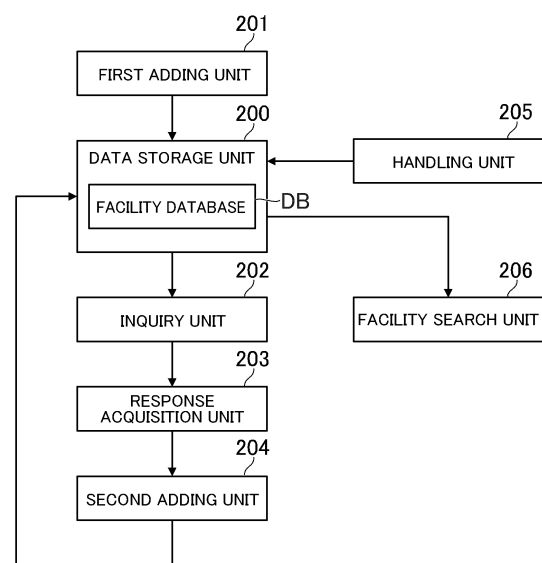 201
FIRST ADDING UNIT
200
DATA STORAGE UNIT
FACILITY DATABASE
DB
205
HANDLING UNIT
202
INQUIRY UNIT
206
FACILITY SEARCH UNIT
203
RESPONSE
ACQUISITION UNIT
204
SECOND ADDING UNIT